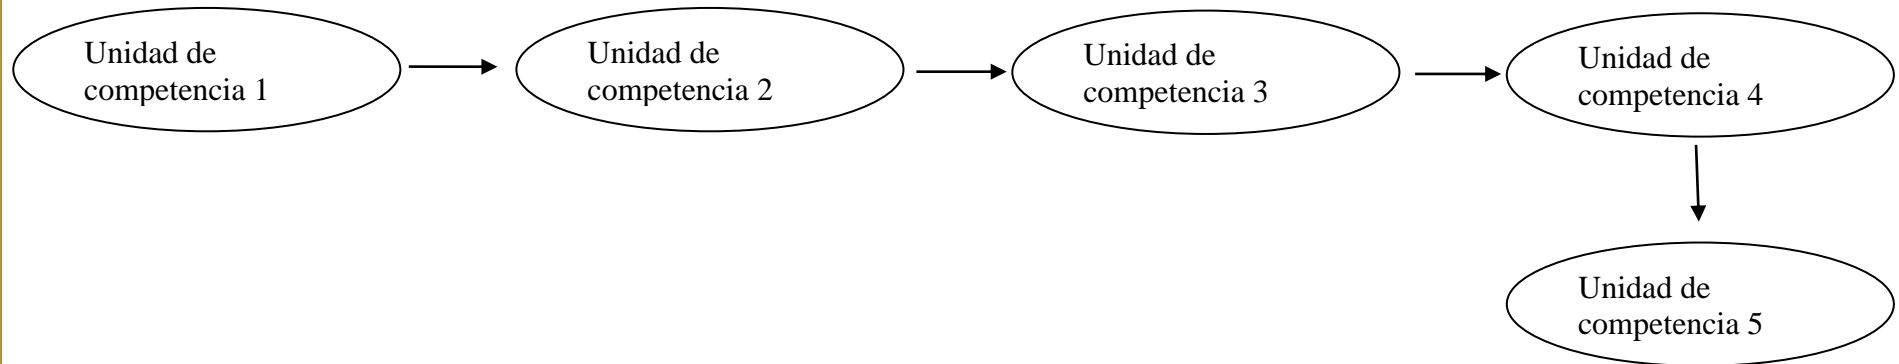 Unidad de
competencia 1
Unidad de
competencia 2
Unidad de
competencia 3
Unidad de
competencia 4
Unidad de
competencia 5